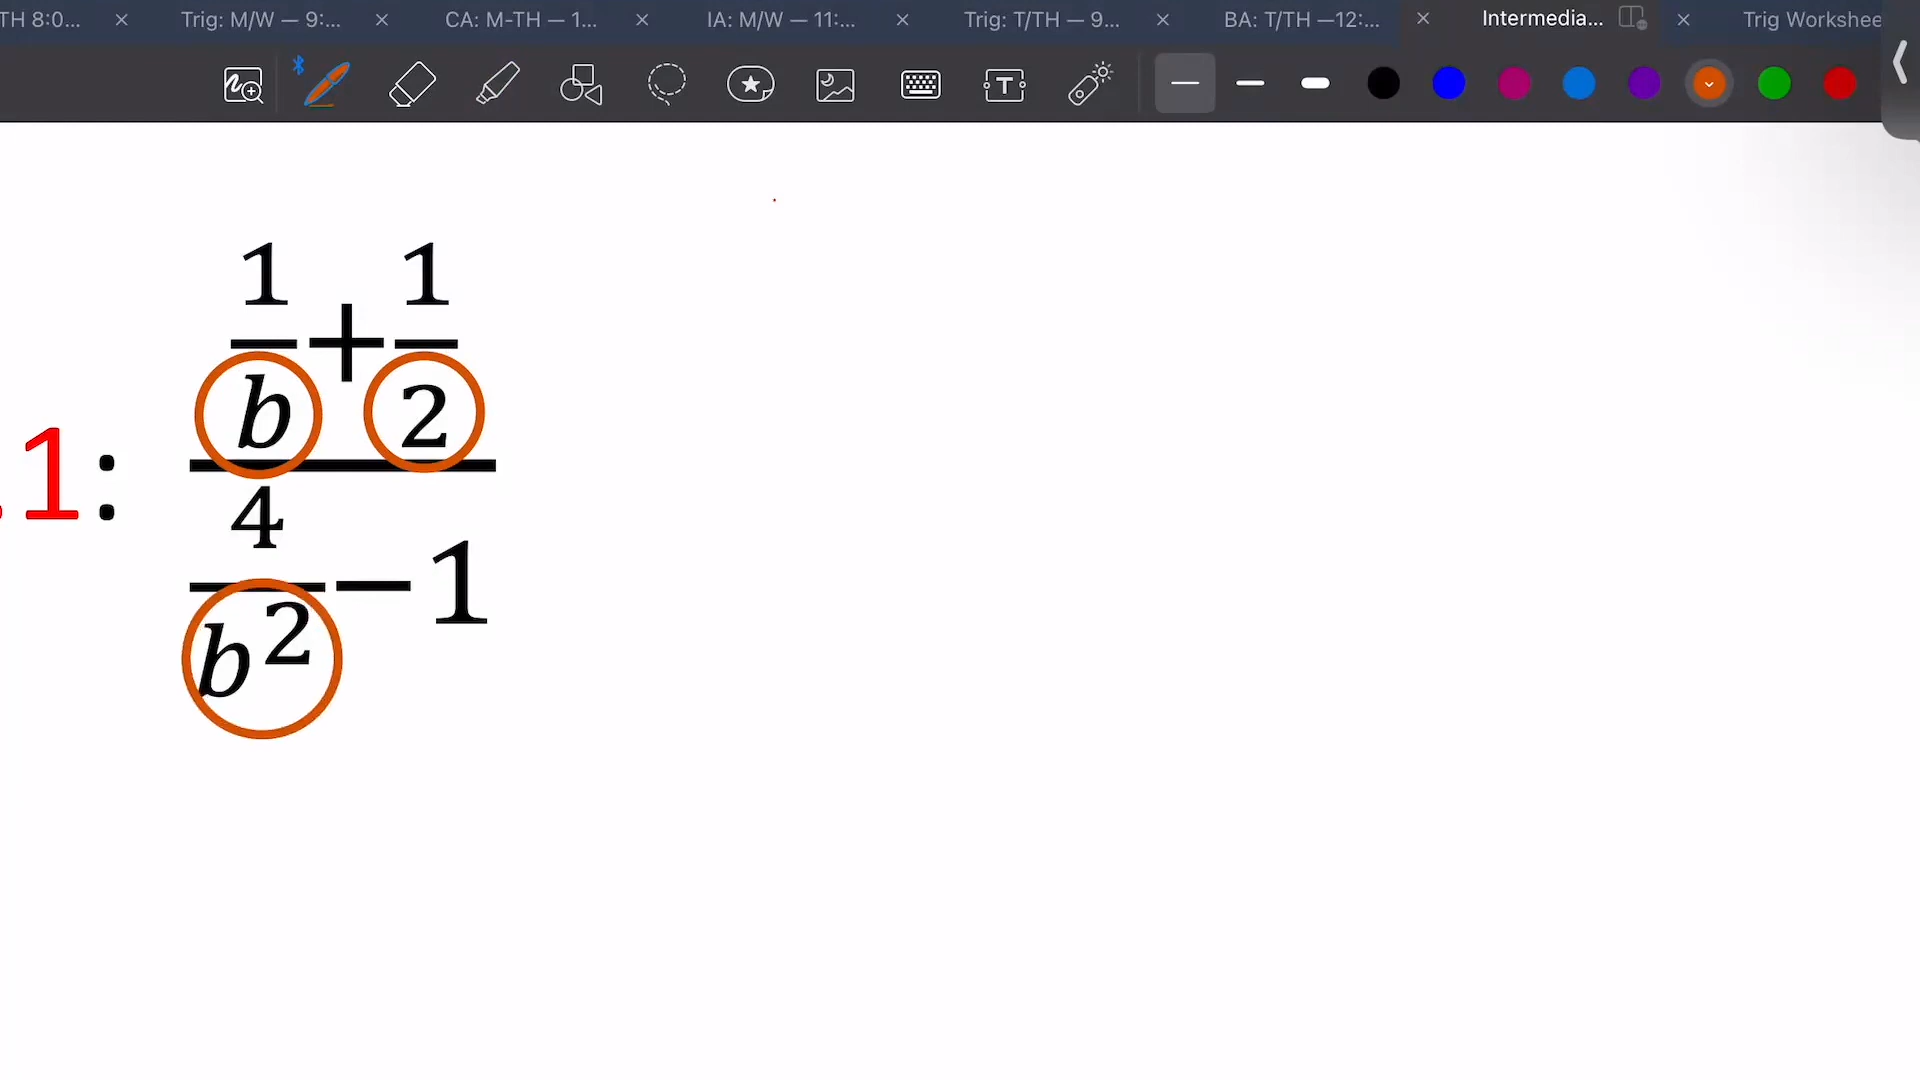 TH 8:0... × Trig: M/W — 9:... × CA: M-TH — 1... × IA: M/W — 11:... × Trig: T/TH — 9... × BA: T/TH —12:... × Intermedia... × Trig Workshee
T
1 1
b + 2
1:
4
b² − 1